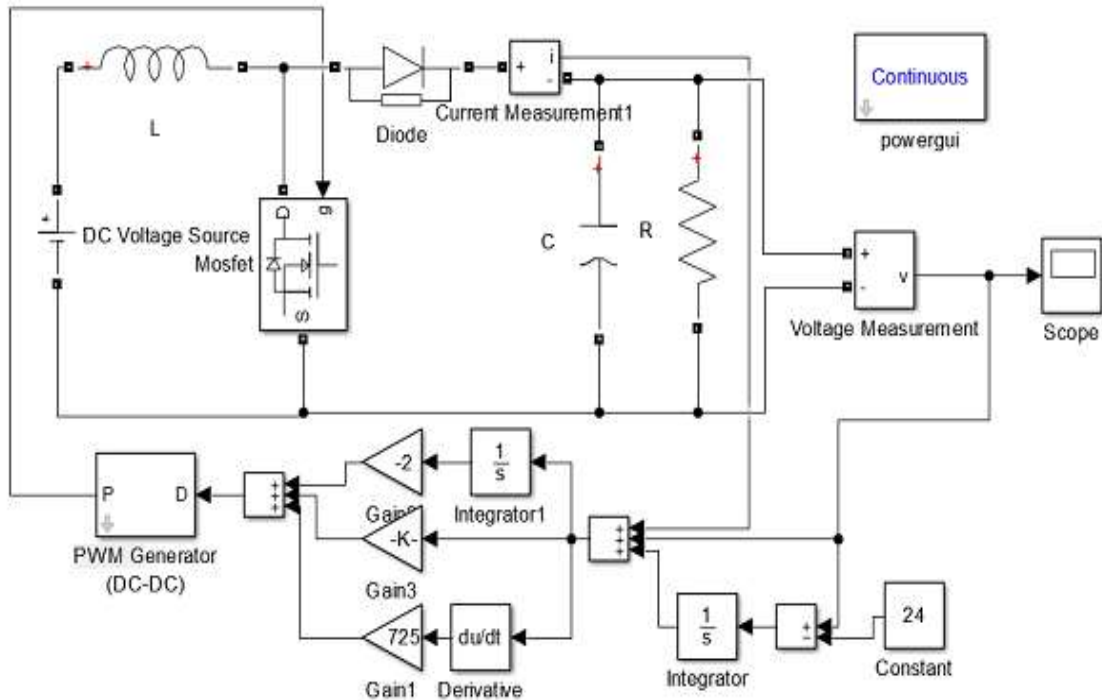 L
Diode
+ i -
Current Measurement1
Continuous
powergui
DC Voltage Source
Mosfet
D
g
S
C
R
+
-
v
Voltage Measurement
Scope
P D
PWM Generator
(DC-DC)
+
+
+
-2
1
s
Integrator1
-K-
Gain3
725
Gain1
du/dt
Derivative
+
+
+
1
s
Integrator
+
-
24
Constant